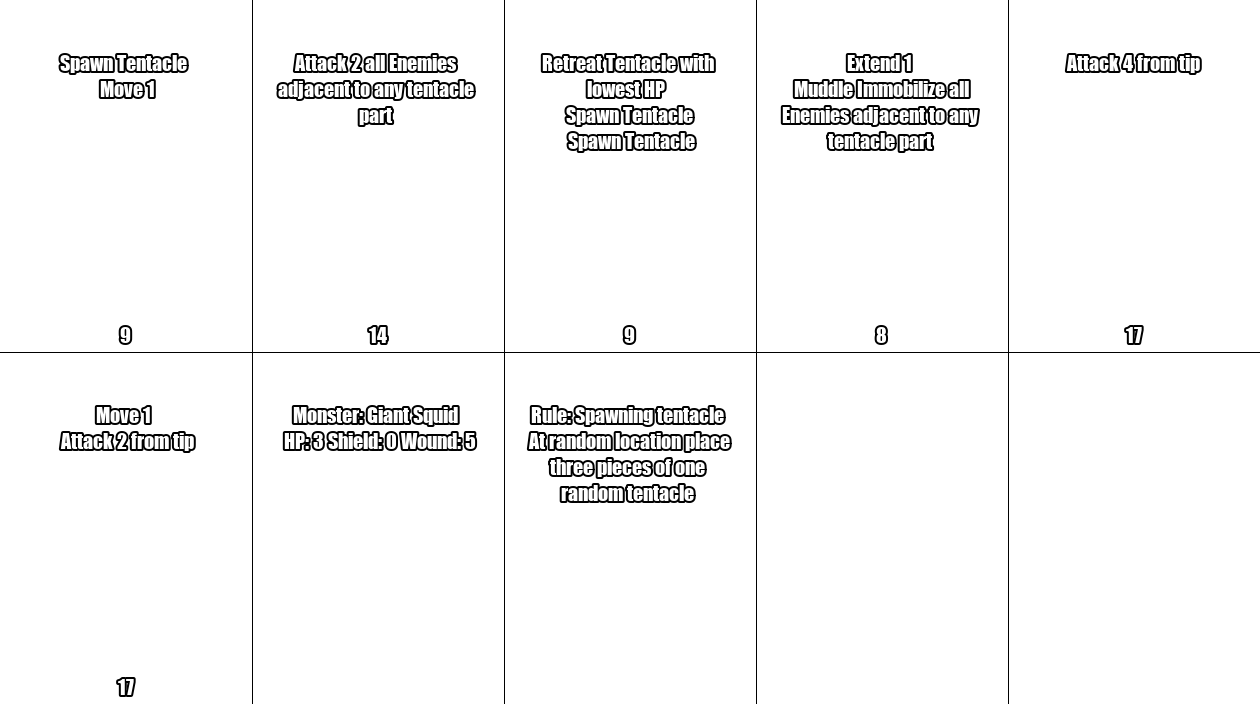 Spawn Tentacle
Move 1
9
Attack 2 all Enemies
adjacent to any tentacle
part
14
Retreat Tentacle with
lowest HP
Spawn Tentacle
Spawn Tentacle
9
Extend 1
Muddle Immobilize all
Enemies adjacent to any
tentacle part
8
Attack 4 from tip
17
Move 1
Attack 2 from tip
17
Monster: Giant Squid
HP: 3 Shield: 0 Wound: 5
Rule: Spawning tentacle
At random location place
three pieces of one
random tentacle